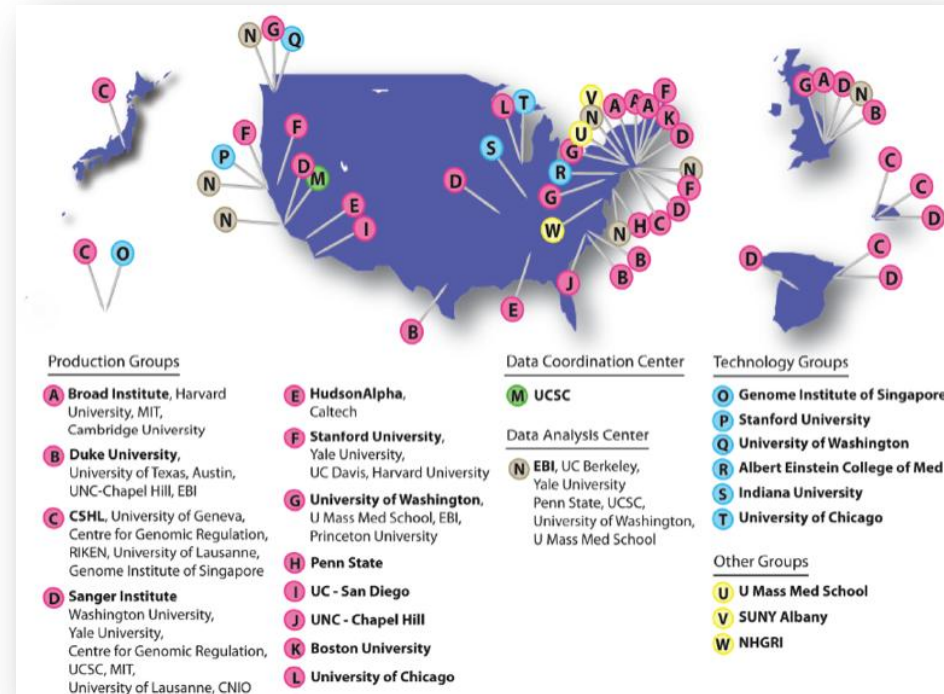 C
N G Q
F
F
P
D
M
N
N
E
I
C O
B
D
S
L T
E
V
N
U
G
R
G
W
A A A F
K
D
N
F
D
C
H
N
B
B
J
G A D N
B
C
C
D
D
C
D
Production Groups
A Broad Institute, Harvard
University, MIT,
Cambridge University
B Duke University,
University of Texas, Austin,
UNC-Chapel Hill, EBI
C CSHL, University of Geneva,
Centre for Genomic Regulation,
RIKEN, University of Lausanne,
Genome Institute of Singapore
D Sanger Institute
Washington University,
Yale University,
Centre for Genomic Regulation,
UCSC, MIT,
University of Lausanne, CNIO
E HudsonAlpha,
Caltech
F Stanford University,
Yale University,
UC Davis, Harvard University
G University of Washington,
U Mass Med School, EBI,
Princeton University
H Penn State
I UC - San Diego
J UNC - Chapel Hill
K Boston University
L University of Chicago
Data Coordination Center
M UCSC
Data Analysis Center
N EBI, UC Berkeley,
Yale University
Penn State, UCSC,
University of Washington,
U Mass Med School
Technology Groups
O Genome Institute of Singapore
P Stanford University
Q University of Washington
R Albert Einstein College of Med
S Indiana University
T University of Chicago
Other Groups
U U Mass Med School
V SUNY Albany
W NHGRI